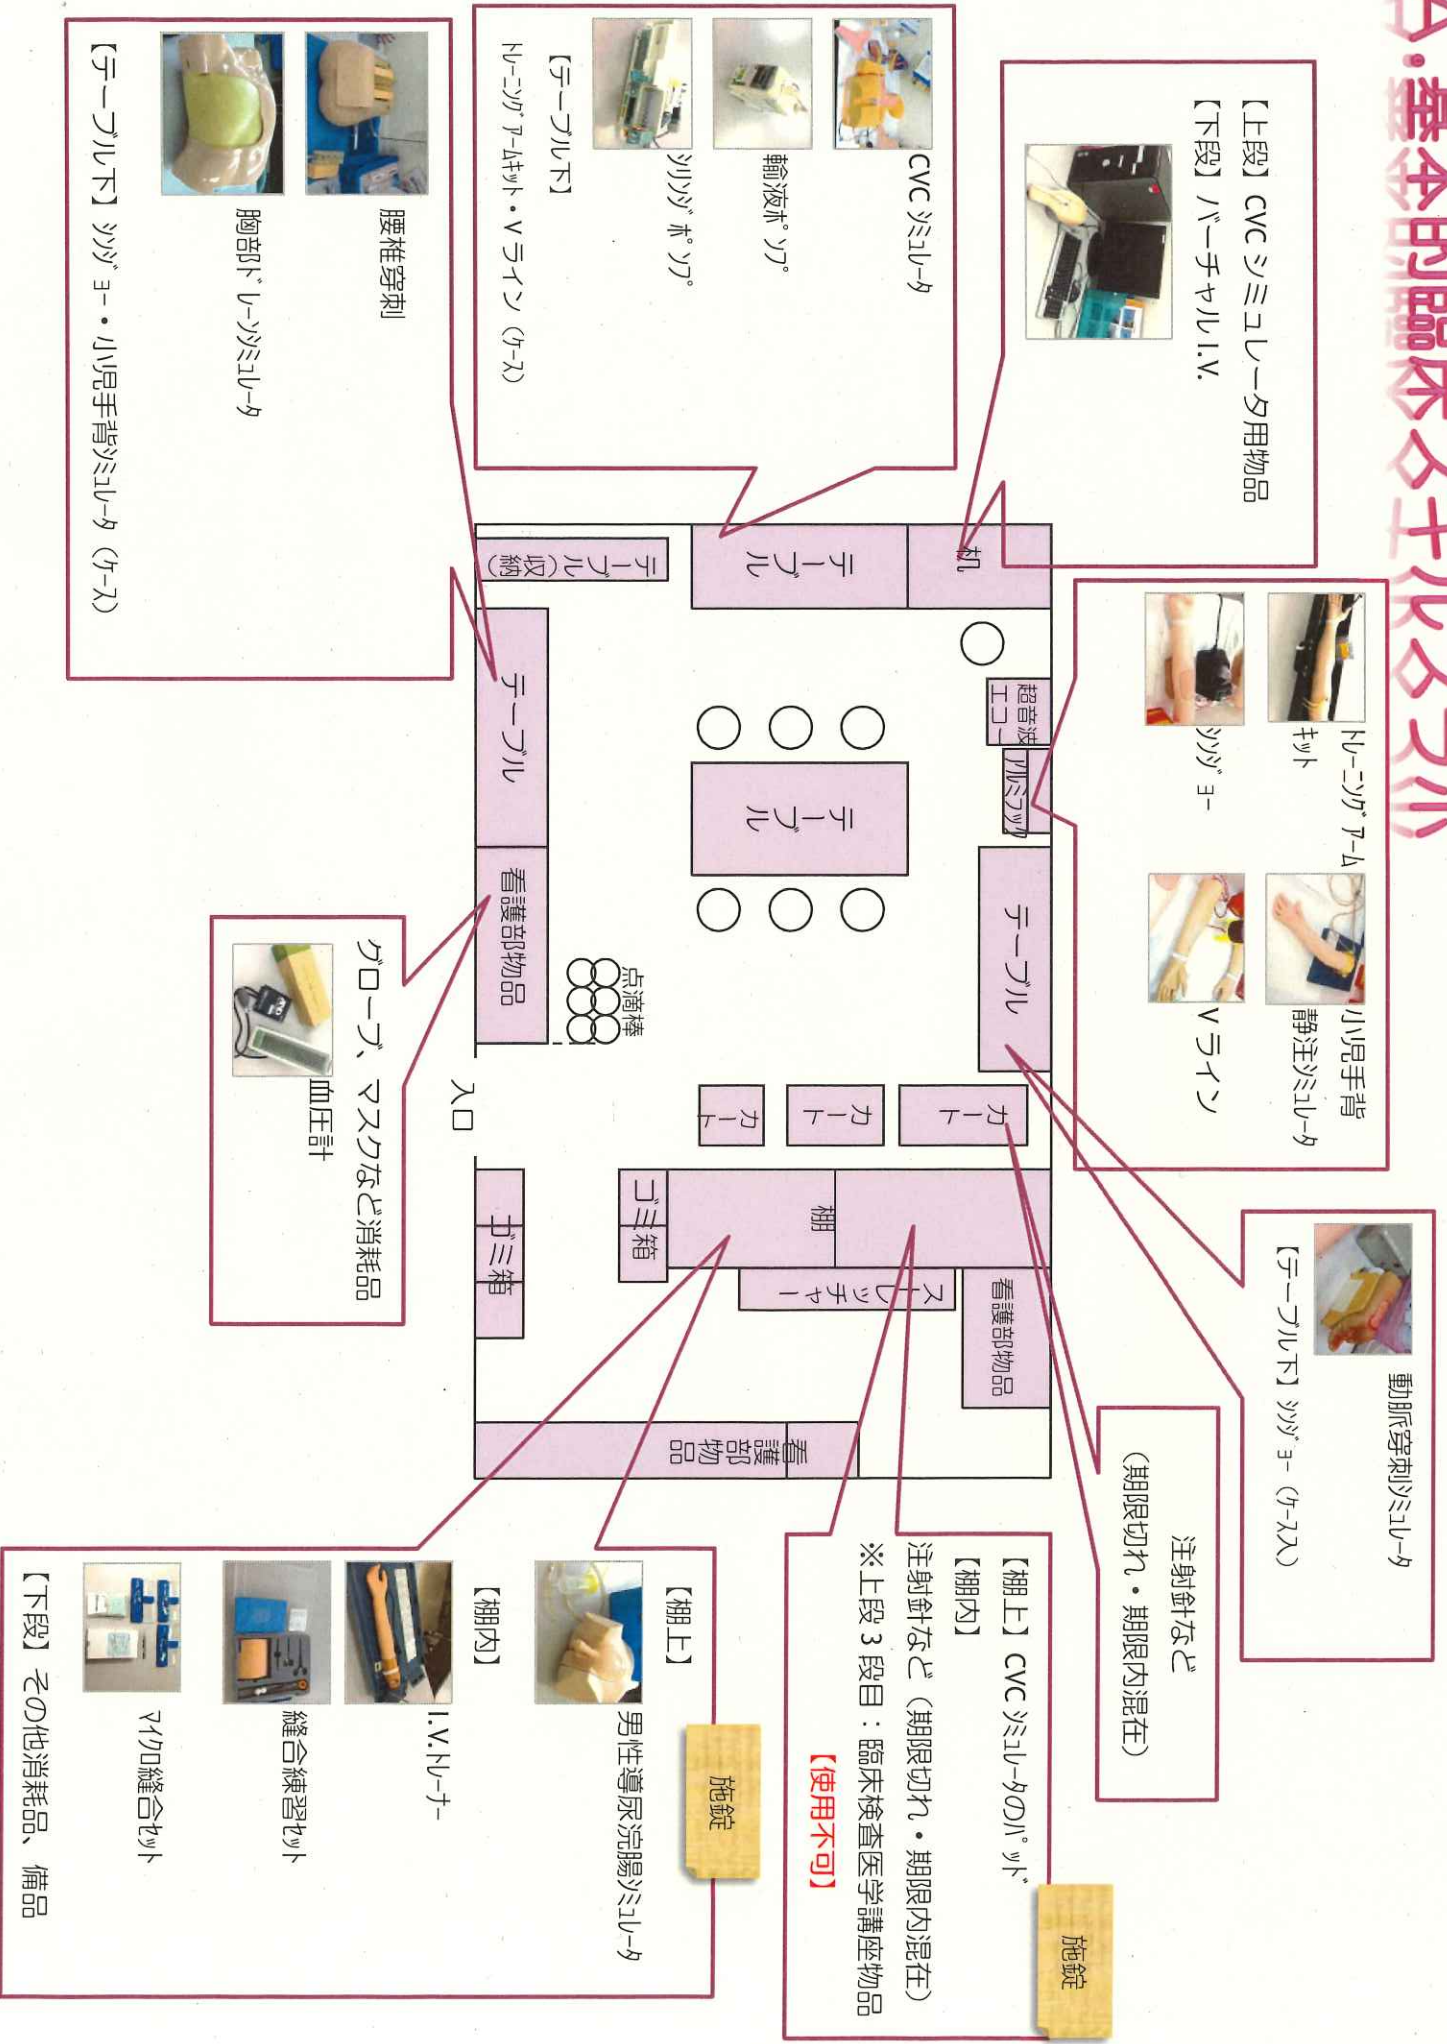 A・基本的臨床スキルスラボ
【上段】CVC シミュレータ用物品
【下段】バーチャル I.V.
トレーニングアーム
キット
シンジョー
小児手背
静注シミュレータ
V ライン
動脈穿刺シミュレータ
【テーブル下】シンジョー（ケース入）
注射針など
（期限切れ・期限内混在）
CVC シミュレータ
輸液ポンプ
シリンジポンプ
【テーブル下】
トレーニングアームキット・V ライン（ケース）
机
超音波
エコー
アルミラック
テーブル
カート
看護部物品
テーブル
テーブル
カート
棚
ストレッチャー
カート
ゴミ箱
看護部物品
テーブル（収納）
テーブル
看護部物品
点滴棒
入口
ゴミ箱
施錠
【棚上】CVC シミュレータのパッド
【棚内】
注射針など（期限切れ・期限内混在）
※上段 3 段目：臨床検査医学講座物品
【使用不可】
腰椎穿刺
胸部ドレーンシミュレータ
【テーブル下】シンジョー・小児手背シミュレータ（ケース）
グローブ、マスクなど消耗品
血圧計
施錠
【棚上】
男性導尿浣腸シミュレータ
【棚内】
I.V.トレーナー
縫合練習セット
マイクロ縫合セット
【下段】その他消耗品、備品